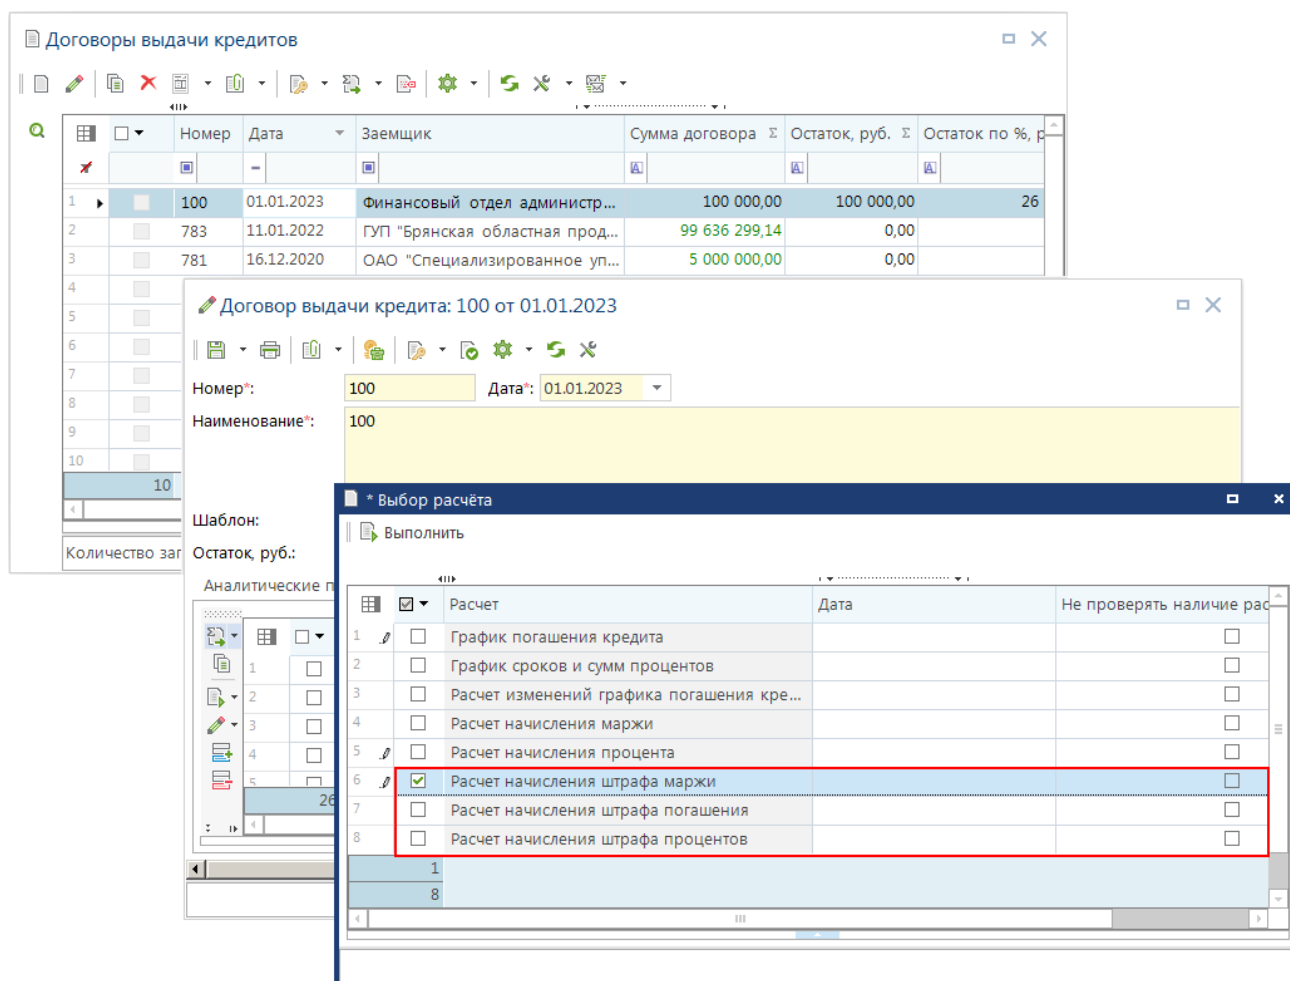 Договоры выдачи кредитов
Номер Дата Заемщик Сумма договора Σ Остаток, руб. Σ Остаток по %, р
1 100 01.01.2023 Финансовый отдел администр... 100 000,00 100 000,00 26
2 783 11.01.2022 ГУП "Брянская областная прод... 99 636 299,14 0,00
3 781 16.12.2020 ОАО "Специализированное уп... 5 000 000,00 0,00
4
5
6
7
8
9
10
10
Количество заг
Договор выдачи кредита: 100 от 01.01.2023
Номер*: 100 Дата*: 01.01.2023
Наименование*: 100
Шаблон:
Остаток, руб.:
Аналитические п
1
2
3
4
5
26
* Выбор расчёта
Выполнить
Расчет Дата Не проверять наличие рас
1 График погашения кредита
2 График сроков и сумм процентов
3 Расчет изменений графика погашения кре...
4 Расчет начисления маржи
5 Расчет начисления процента
6 Расчет начисления штрафа маржи
7 Расчет начисления штрафа погашения
8 Расчет начисления штрафа процентов
1
8